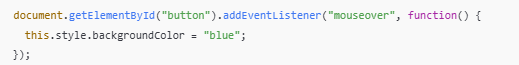 document.getElementById("button").addEventListener("mouseover", function() {
  this.style.backgroundColor = "blue";
});